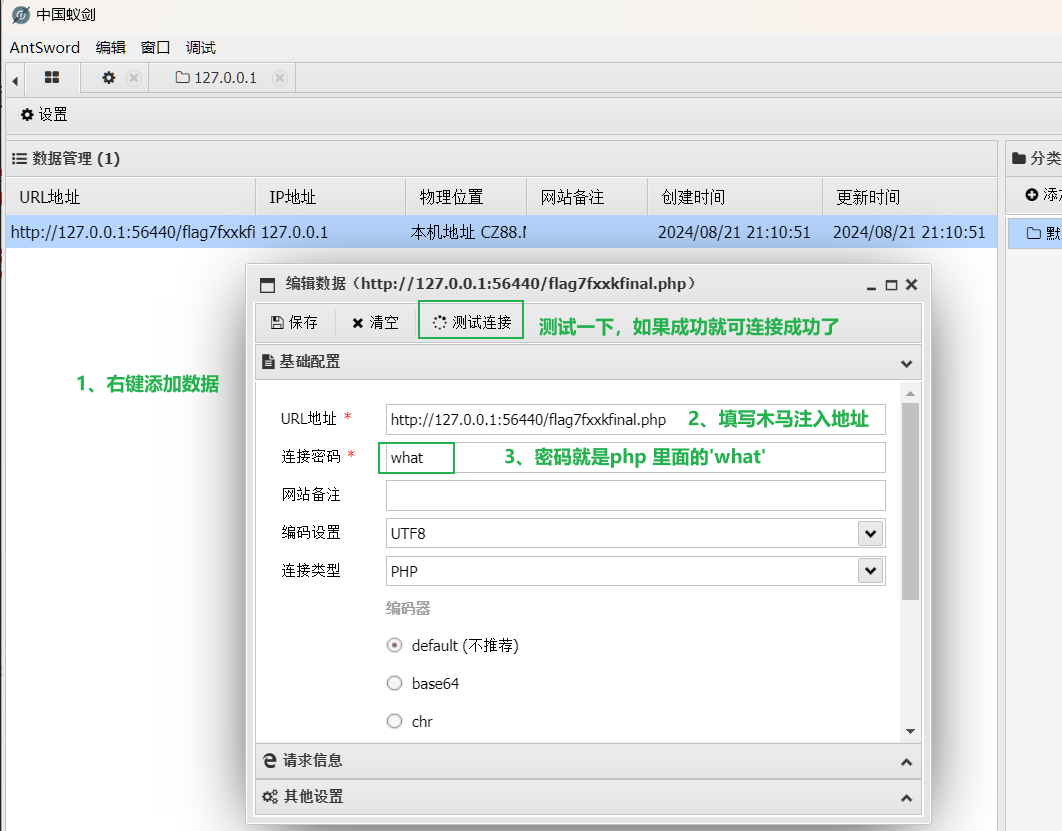 中国蚁剑
AntSword 编辑 窗口 调试
127.0.0.1
设置
数据管理 (1)
分类
URL地址 IP地址 物理位置 网站备注 创建时间 更新时间
http://127.0.0.1:56440/flag7fxxkfi 127.0.0.1 本机地址 CZ88.N 2024/08/21 21:10:51 2024/08/21 21:10:51
默
编辑数据（http://127.0.0.1:56440/flag7fxxkfinal.php）
保存 清空 测试连接 测试一下，如果成功就可连接成功了
基础配置
1、右键添加数据
URL地址 * http://127.0.0.1:56440/flag7fxxkfinal.php 2、填写木马注入地址
连接密码 * what 3、密码就是php 里面的'what'
网站备注
编码设置 UTF8
连接类型 PHP
编码器
default (不推荐)
base64
chr
请求信息
其他设置